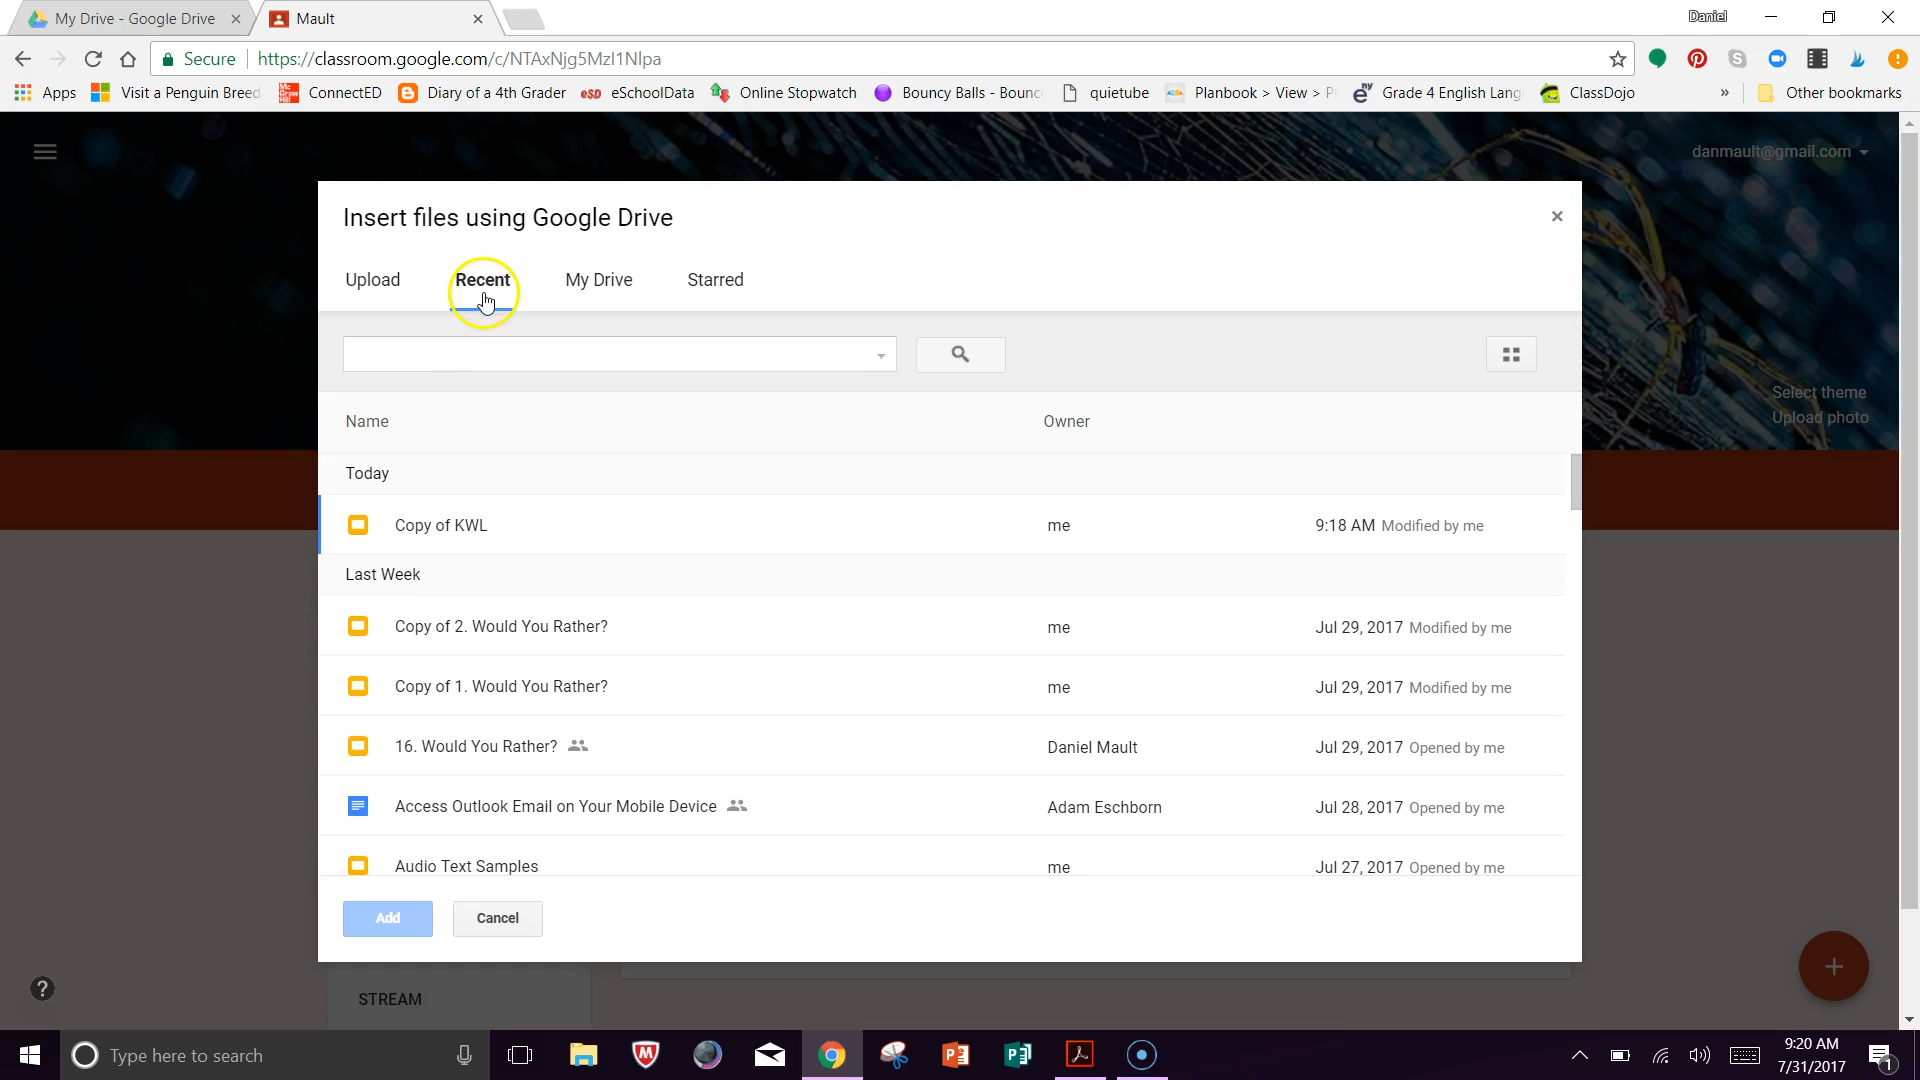 My Drive - Google Drive
Mault
Daniel
Secure
https://classroom.google.com/c/NTAxNjg5MzI1Nlpa
Apps
Visit a Penguin Breed
ConnectED
Diary of a 4th Grader
esp eSchoolData
Online Stopwatch
Bouncy Balls - Bounc
quietube
Planbook > View > P
Grade 4 English Lang
ClassDojo
»
Other bookmarks
danmault@gmail.com
Insert files using Google Drive
Upload
Recent
My Drive
Starred
Select theme
Upload photo
Name
Owner
Today
Copy of KWL
me
9:18 AM Modified by me
Last Week
Copy of 2. Would You Rather?
me
Jul 29, 2017 Modified by me
Copy of 1. Would You Rather?
me
Jul 29, 2017 Modified by me
16. Would You Rather?
Daniel Mault
Jul 29, 2017 Opened by me
Access Outlook Email on Your Mobile Device
Adam Eschborn
Jul 28, 2017 Opened by me
Audio Text Samples
me
Jul 27, 2017 Opened by me
Add
Cancel
STREAM
Type here to search
9:20 AM
7/31/2017
1